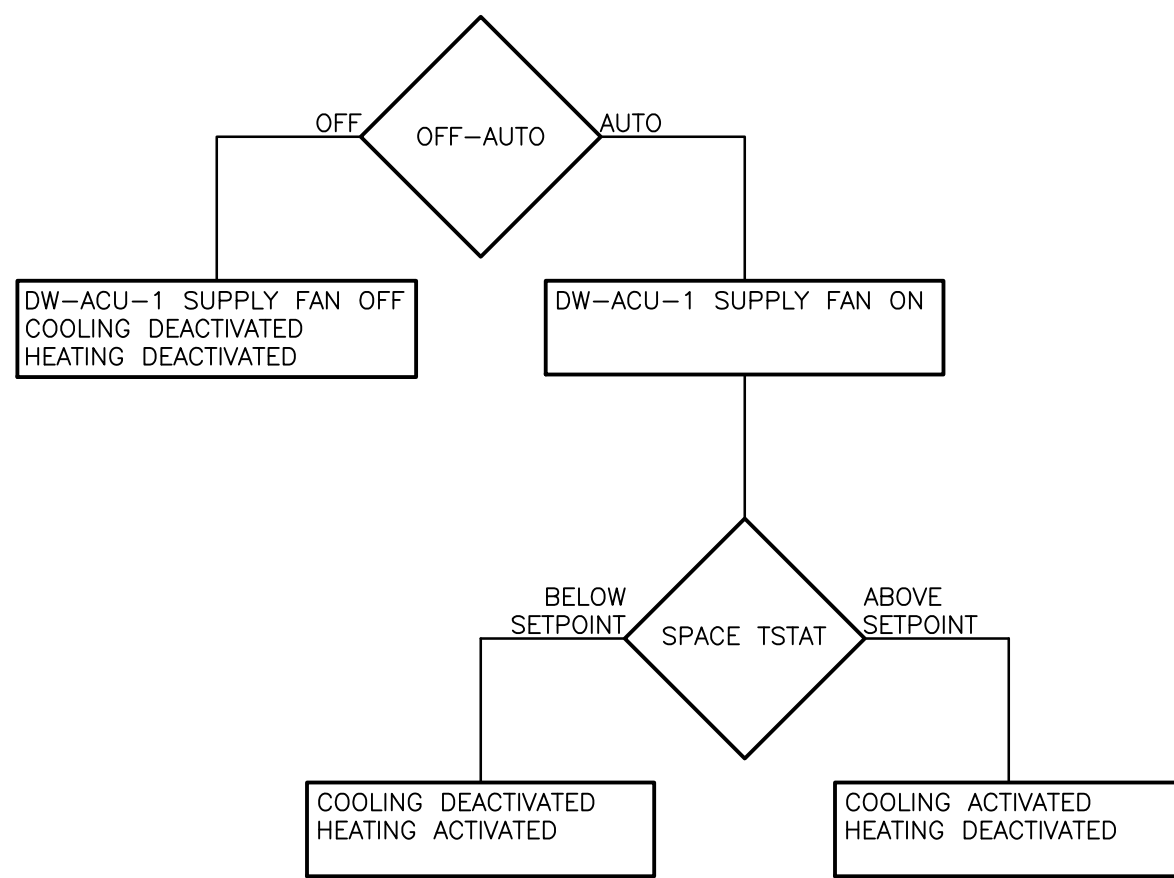 OFF
OFF-AUTO
AUTO
DW-ACU-1 SUPPLY FAN OFF
COOLING DEACTIVATED
HEATING DEACTIVATED
DW-ACU-1 SUPPLY FAN ON
BELOW
SETPOINT
SPACE TSTAT
ABOVE
SETPOINT
COOLING DEACTIVATED
HEATING ACTIVATED
COOLING ACTIVATED
HEATING DEACTIVATED